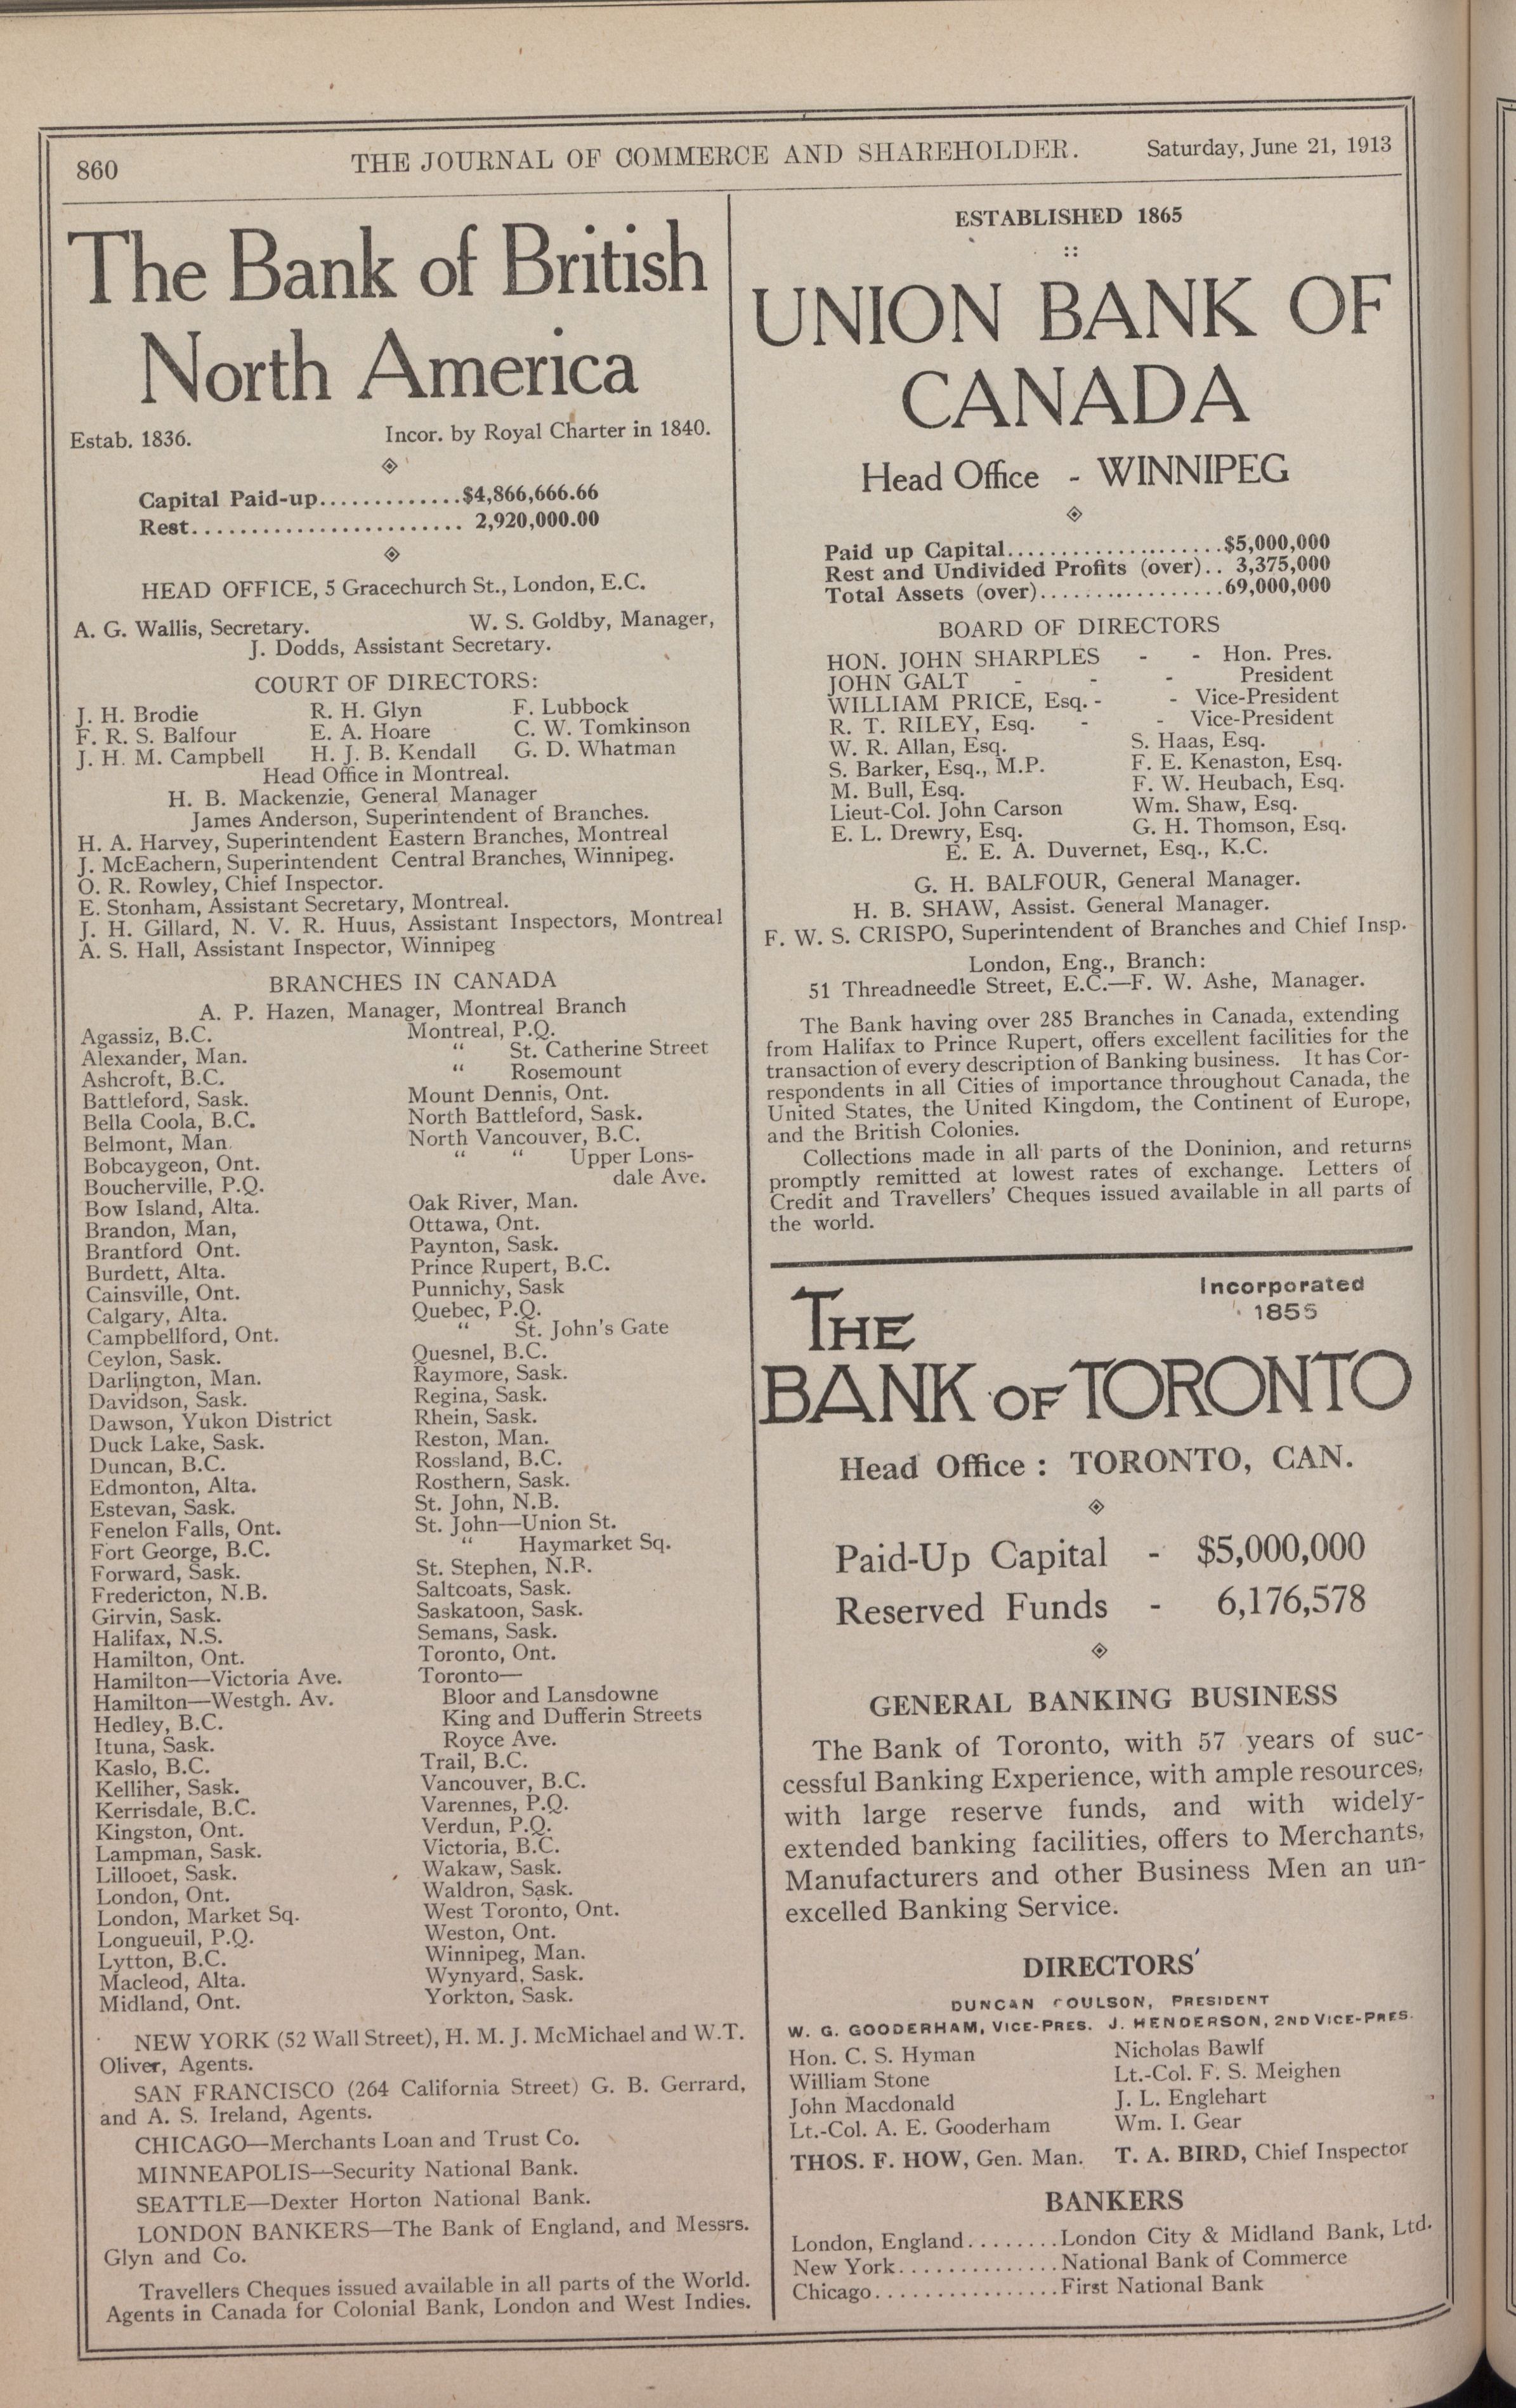 860
THE JOURNAL OF COMMERCE AND SHAREHOLDER.
Saturday, June 21, 1913
The Bank of British
North America
Estab. 1836. Incor. by Royal Charter in 1840.
Capital Paid-up.............$4,866,666.66
Rest....................... 2,920,000.00
HEAD OFFICE, 5 Gracechurch St., London, E.C.
A. G. Wallis, Secretary. W. S. Goldby, Manager,
J. Dodds, Assistant Secretary.
COURT OF DIRECTORS:
J. H. Brodie R. H. Glyn F. Lubbock
F. R. S. Balfour E. A. Hoare C. W. Tomkinson
J. H. M. Campbell H. J. B. Kendall G. D. Whatman
Head Office in Montreal.
H. B. Mackenzie, General Manager
James Anderson, Superintendent of Branches.
H. A. Harvey, Superintendent Eastern Branches, Montreal
J. McEachern, Superintendent Central Branches, Winnipeg.
O. R. Rowley, Chief Inspector.
E. Stonham, Assistant Secretary, Montreal.
J. H. Gillard, N. V. R. Huus, Assistant Inspectors, Montreal
A. S. Hall, Assistant Inspector, Winnipeg
BRANCHES IN CANADA
A. P. Hazen, Manager, Montreal Branch
Agassiz, B.C.
Alexander, Man.
Ashcroft, B.C.
Battleford, Sask.
Bella Coola, B.C.
Belmont, Man.
Bobcaygeon, Ont.
Boucherville, P.Q.
Bow Island, Alta.
Brandon, Man,
Brantford Ont.
Burdett, Alta.
Cainsville, Ont.
Calgary, Alta.
Campbellford, Ont.
Ceylon, Sask.
Darlington, Man.
Davidson, Sask.
Dawson, Yukon District
Duck Lake, Sask.
Duncan, B.C.
Edmonton, Alta.
Estevan, Sask.
Fenelon Falls, Ont.
Fort George, B.C.
Forward, Sask.
Fredericton, N.B.
Girvin, Sask.
Halifax, N.S.
Hamilton, Ont.
Hamilton—Victoria Ave.
Hamilton—Westgh. Av.
Hedley, B.C.
Ituna, Sask.
Kaslo, B.C.
Kelliher, Sask.
Kerrisdale, B.C.
Kingston, Ont.
Lampman, Sask.
Lillooet, Sask.
London, Ont.
London, Market Sq.
Longueuil, P.Q.
Lytton, B.C.
Macleod, Alta.
Midland, Ont.
Montreal, P.Q.
“ St. Catherine Street
“ Rosemount
Mount Dennis, Ont.
North Battleford, Sask.
North Vancouver, B.C.
“ “ Upper Lons-
dale Ave.
Oak River, Man.
Ottawa, Ont.
Paynton, Sask.
Prince Rupert, B.C.
Punnichy, Sask
Quebec, P.Q.
“ St. John's Gate
Quesnel, B.C.
Raymore, Sask.
Regina, Sask.
Rhein, Sask.
Reston, Man.
Rossland, B.C.
Rosthern, Sask.
St. John, N.B.
St. John—Union St.
“ Haymarket Sq.
St. Stephen, N.B.
Saltcoats, Sask.
Saskatoon, Sask.
Semans, Sask.
Toronto, Ont.
Toronto—
Bloor and Lansdowne
King and Dufferin Streets
Royce Ave.
Trail, B.C.
Vancouver, B.C.
Varennes, P.Q.
Verdun, P.Q.
Victoria, B.C.
Wakaw, Sask.
Waldron, Sask.
West Toronto, Ont.
Weston, Ont.
Winnipeg, Man.
Wynyard, Sask.
Yorkton, Sask.
NEW YORK (52 Wall Street), H. M. J. McMichael and W.T.
Oliver, Agents.
SAN FRANCISCO (264 California Street) G. B. Gerrard,
and A. S. Ireland, Agents.
CHICAGO—Merchants Loan and Trust Co.
MINNEAPOLIS—Security National Bank.
SEATTLE—Dexter Horton National Bank.
LONDON BANKERS—The Bank of England, and Messrs.
Glyn and Co.
Travellers Cheques issued available in all parts of the World.
Agents in Canada for Colonial Bank, London and West Indies.
ESTABLISHED 1865
::
UNION BANK OF
CANADA
Head Office - WINNIPEG
Paid up Capital......................$5,000,000
Rest and Undivided Profits (over).. 3,375,000
Total Assets (over)..................69,000,000
BOARD OF DIRECTORS
HON. JOHN SHARPLES - - Hon. Pres.
JOHN GALT - - - President
WILLIAM PRICE, Esq. - - Vice-President
R. T. RILEY, Esq. - - Vice-President
W. R. Allan, Esq. S. Haas, Esq.
S. Barker, Esq., M.P. F. E. Kenaston, Esq.
M. Bull, Esq. F. W. Heubach, Esq.
Lieut-Col. John Carson Wm. Shaw, Esq.
E. L. Drewry, Esq. G. H. Thomson, Esq.
E. E. A. Duvernet, Esq., K.C.
G. H. BALFOUR, General Manager.
H. B. SHAW, Assist. General Manager.
F. W. S. CRISPO, Superintendent of Branches and Chief Insp.
London, Eng., Branch:
51 Threadneedle Street, E.C.—F. W. Ashe, Manager.
The Bank having over 285 Branches in Canada, extending
from Halifax to Prince Rupert, offers excellent facilities for the
transaction of every description of Banking business. It has Cor-
respondents in all Cities of importance throughout Canada, the
United States, the United Kingdom, the Continent of Europe,
and the British Colonies.
Collections made in all parts of the Doninion, and returns
promptly remitted at lowest rates of exchange. Letters of
Credit and Travellers' Cheques issued available in all parts of
the world.
Incorporated
1855
THE
BANK OF TORONTO
Head Office : TORONTO, CAN.
Paid-Up Capital - $5,000,000
Reserved Funds - 6,176,578
GENERAL BANKING BUSINESS
The Bank of Toronto, with 57 years of suc-
cessful Banking Experience, with ample resources,
with large reserve funds, and with widely-
extended banking facilities, offers to Merchants,
Manufacturers and other Business Men an un-
excelled Banking Service.
DIRECTORS
DUNCAN COULSON, PRESIDENT
W. G. GOODERHAM, VICE-PRES. J. HENDERSON, 2ND VICE-PRES.
Hon. C. S. Hyman Nicholas Bawlf
William Stone Lt.-Col. F. S. Meighen
John Macdonald J. L. Englehart
Lt.-Col. A. E. Gooderham Wm. I. Gear
THOS. F. HOW, Gen. Man. T. A. BIRD, Chief Inspector
BANKERS
London, England........London City & Midland Bank, Ltd.
New York..............National Bank of Commerce
Chicago................First National Bank